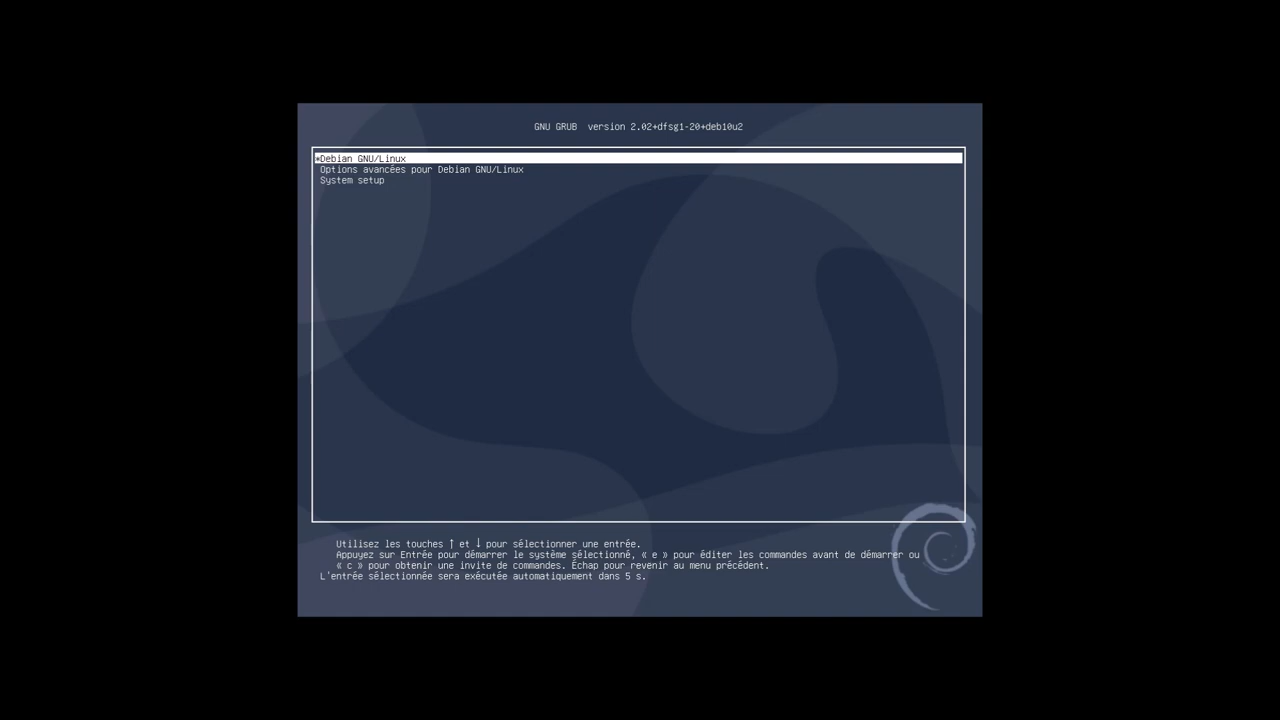 GNU GRUB  version 2.02+dfsg1-20+deb10u2
*Debian GNU/Linux
Options avancées pour Debian GNU/Linux
System setup
Utilisez les touches ↑ et ↓ pour sélectionner une entrée.
Appuyez sur Entrée pour démarrer le système sélectionné, « e » pour éditer les commandes avant de démarrer ou
« c » pour obtenir une invite de commandes. Échap pour revenir au menu précédent.
L'entrée sélectionnée sera exécutée automatiquement dans 5 s.